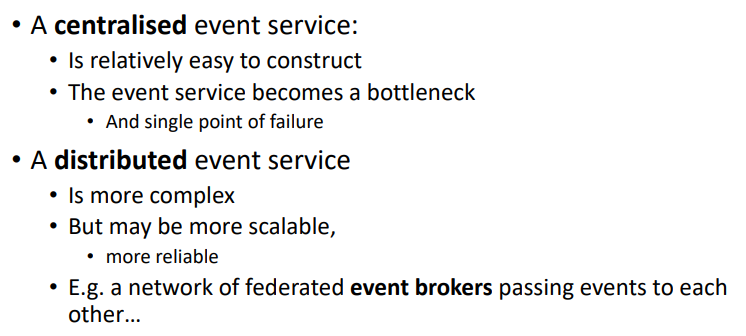 • A centralised event service:
• Is relatively easy to construct
• The event service becomes a bottleneck
• And single point of failure
• A distributed event service
• Is more complex
• But may be more scalable,
• more reliable
• E.g. a network of federated event brokers passing events to each
other…